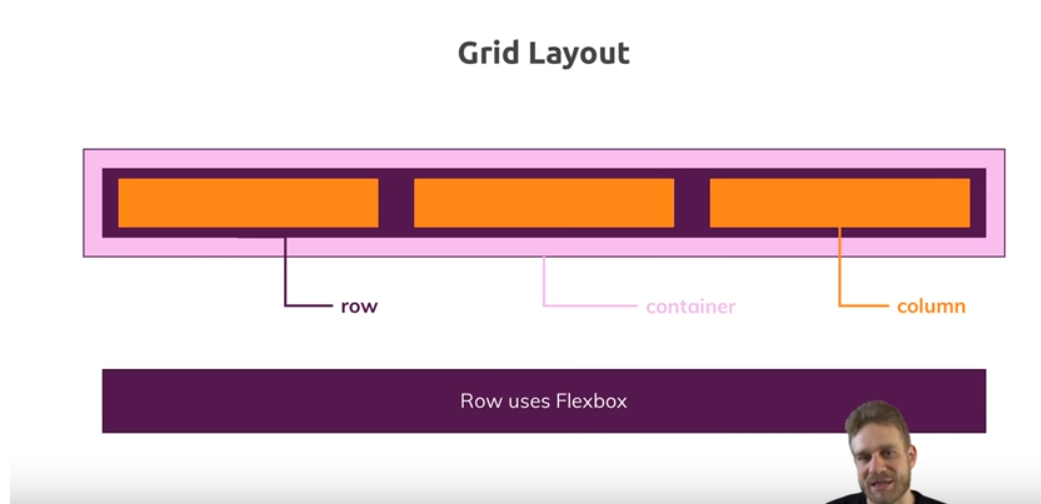 Grid Layout
row
container
column
Row uses Flexbox